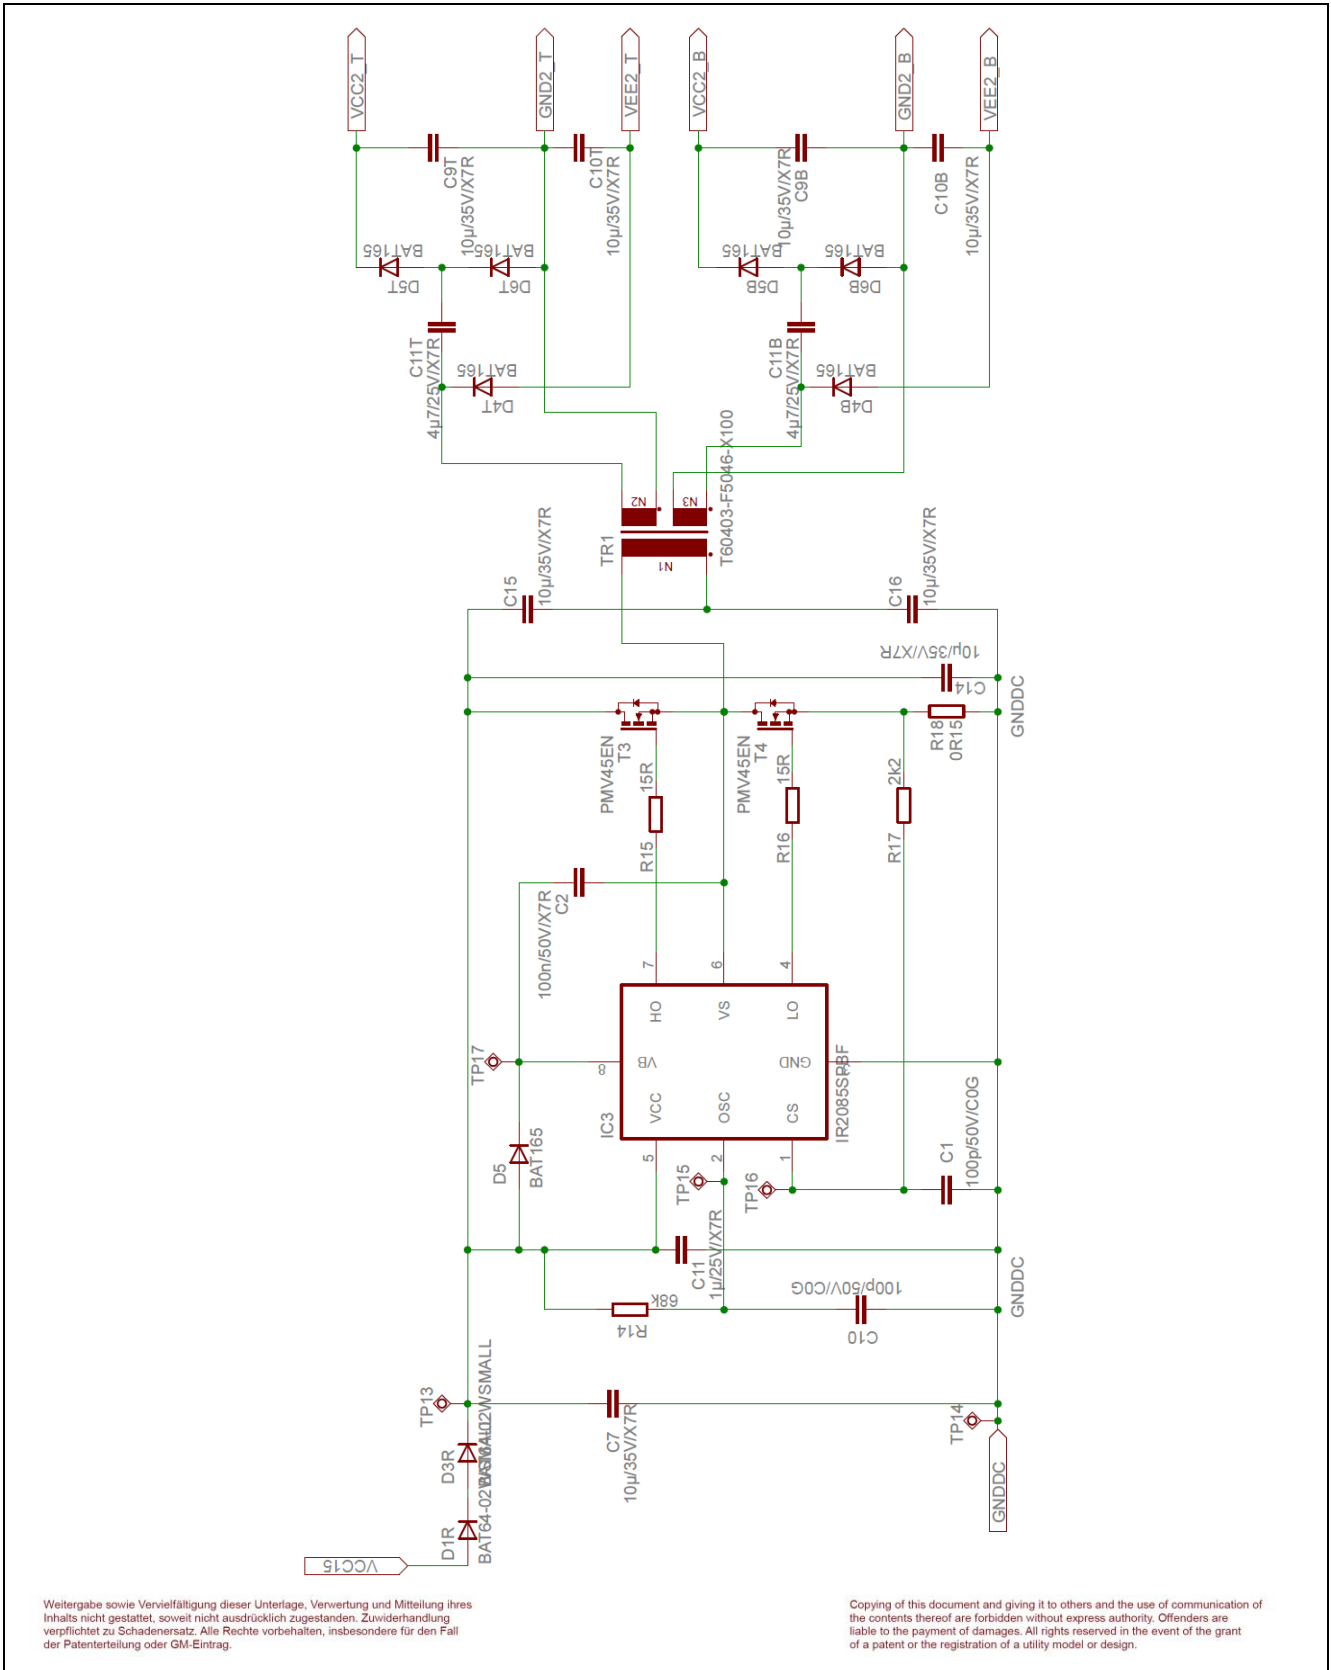 VCC2_T
GND2_T
VEE2_T
VCC2_B
GND2_B
VEE2_B
C9T
10µ/35V/X7R
C10T
10µ/35V/X7R
10µ/35V/X7R
C9B
C10B
10µ/35V/X7R
BAT165
D5T
BAT165
D6T
BAT165
D5B
BAT165
D6B
C11T
4µ7/25V/X7R
BAT165
D4T
C11B
4µ7/25V/X7R
BAT165
D4B
N2
N3
N1
TR1
T60403-F5046-X100
C15
10µ/35V/X7R
C16
10µ/35V/X7R
10µ/35V/X7R
C14
GNDDC
PMV45EN
T3
PMV45EN
T4
R18
0R15
15R
R15
15R
R16
2k2
R17
100n/50V/X7R
C2
7
6
4
HO
VS
LO
TP17
8
VB
GND
VCC
OSC
CS
IC3
IR2085SPBF
5
2
1
D5
BAT165
TP15
TP16
C1
100p/50V/C0G
C11
1µ/25V/X7R
68k
R14
100p/50V/C0G
C10
GNDDC
TP13
D3R
BAT64-02WSMALL
D1R
BAT64-02WSMALL
C7
10µ/35V/X7R
TP14
GNDDC
VCC15
Weitergabe sowie Vervielfältigung dieser Unterlage, Verwertung und Mitteilung ihres
Inhalts nicht gestattet, soweit nicht ausdrücklich zugestanden. Zuwiderhandlung
verpflichtet zu Schadenersatz. Alle Rechte vorbehalten, insbesondere für den Fall
der Patenterteilung oder GM-Eintrag.
Copying of this document and giving it to others and the use of communication of
the contents thereof are forbidden without express authority. Offenders are
liable to the payment of damages. All rights reserved in the event of the grant
of a patent or the registration of a utility model or design.